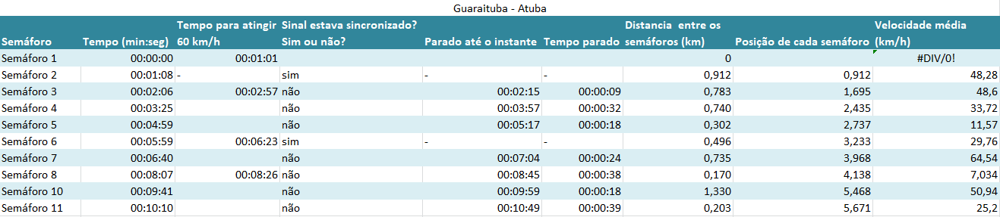 Guaraituba - Atuba
Semáforo Tempo (min:seg) Tempo para atingir 60 km/h Sinal estava sincronizado? Sim ou não? Parado até o instante Tempo parado Distancia entre os semáforos (km) Posição de cada semáforo Velocidade média (km/h)
Semáforo 1 00:00:00 00:01:01 0 #DIV/0!
Semáforo 2 00:01:08 - sim - - 0,912 0,912 48,28
Semáforo 3 00:02:06 00:02:57 não 00:02:15 00:00:09 0,783 1,695 48,6
Semáforo 4 00:03:25 não 00:03:57 00:00:32 0,740 2,435 33,72
Semáforo 5 00:04:59 não 00:05:17 00:00:18 0,302 2,737 11,57
Semáforo 6 00:05:59 00:06:23 sim - - 0,496 3,233 29,76
Semáforo 7 00:06:40 não 00:07:04 00:00:24 0,735 3,968 64,54
Semáforo 8 00:08:07 00:08:26 não 00:08:45 00:00:38 0,170 4,138 7,034
Semáforo 10 00:09:41 não 00:09:59 00:00:18 1,330 5,468 50,94
Semáforo 11 00:10:10 não 00:10:49 00:00:39 0,203 5,671 25,2